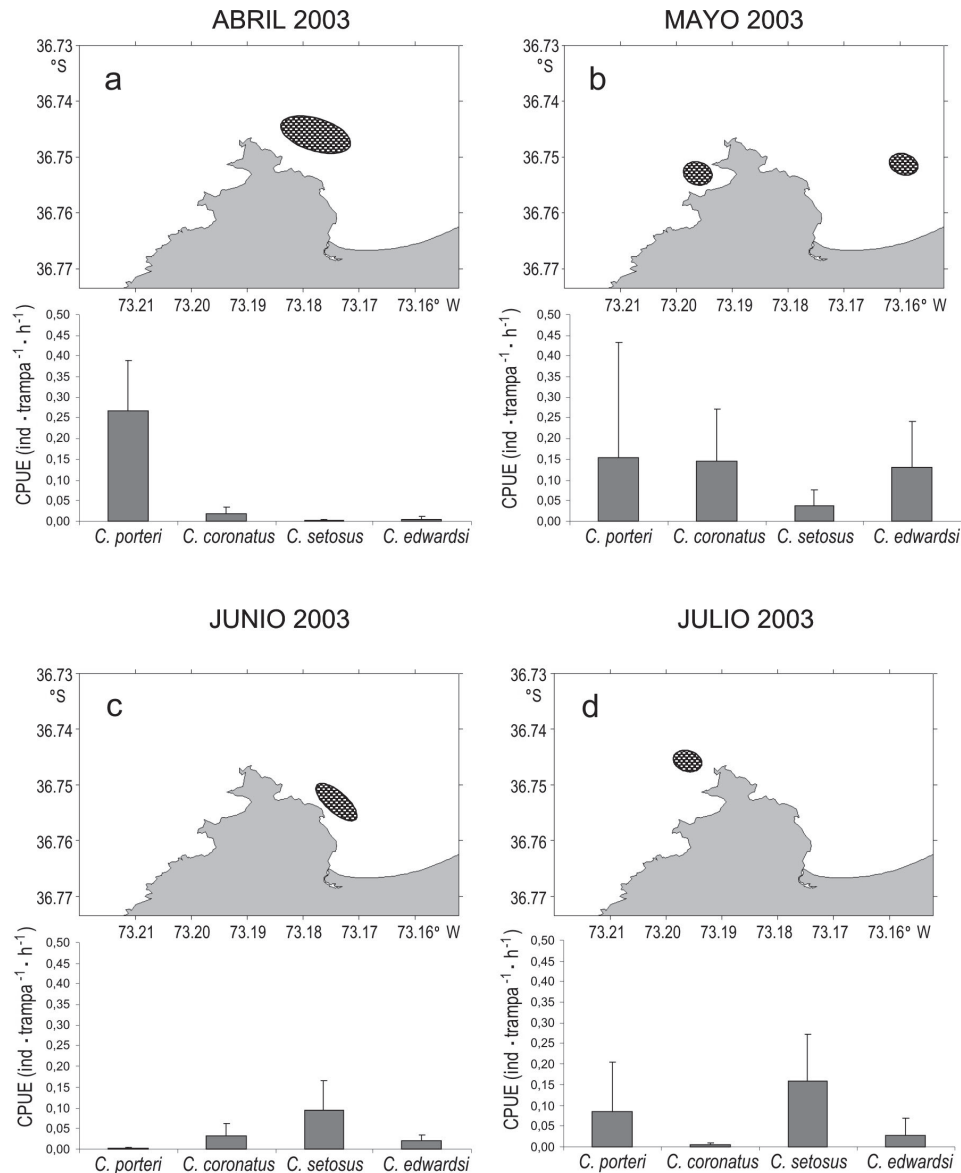 ABRIL 2003
a
36.73
°S
36.74
36.75
36.76
36.77
73.21 73.20 73.19 73.18 73.17 73.16° W
CPUE (ind · trampa⁻¹ · h⁻¹)
0,50
0,45
0,40
0,35
0,30
0,25
0,20
0,15
0,10
0,05
0,00
C. porteri C. coronatus C. setosus C. edwardsi
MAYO 2003
b
36.73
°S
36.74
36.75
36.76
36.77
73.21 73.20 73.19 73.18 73.17 73.16° W
CPUE (ind · trampa⁻¹ · h⁻¹)
0,50
0,45
0,40
0,35
0,30
0,25
0,20
0,15
0,10
0,05
0,00
C. porteri C. coronatus C. setosus C. edwardsi
JUNIO 2003
c
36.73
°S
36.74
36.75
36.76
36.77
73.21 73.20 73.19 73.18 73.17 73.16° W
CPUE (ind · trampa⁻¹ · h⁻¹)
0,50
0,45
0,40
0,35
0,30
0,25
0,20
0,15
0,10
0,05
0,00
C. porteri C. coronatus C. setosus C. edwardsi
JULIO 2003
d
36.73
°S
36.74
36.75
36.76
36.77
73.21 73.20 73.19 73.18 73.17 73.16° W
CPUE (ind · trampa⁻¹ · h⁻¹)
0,50
0,45
0,40
0,35
0,30
0,25
0,20
0,15
0,10
0,05
0,00
C. porteri C. coronatus C. setosus C. edwardsi